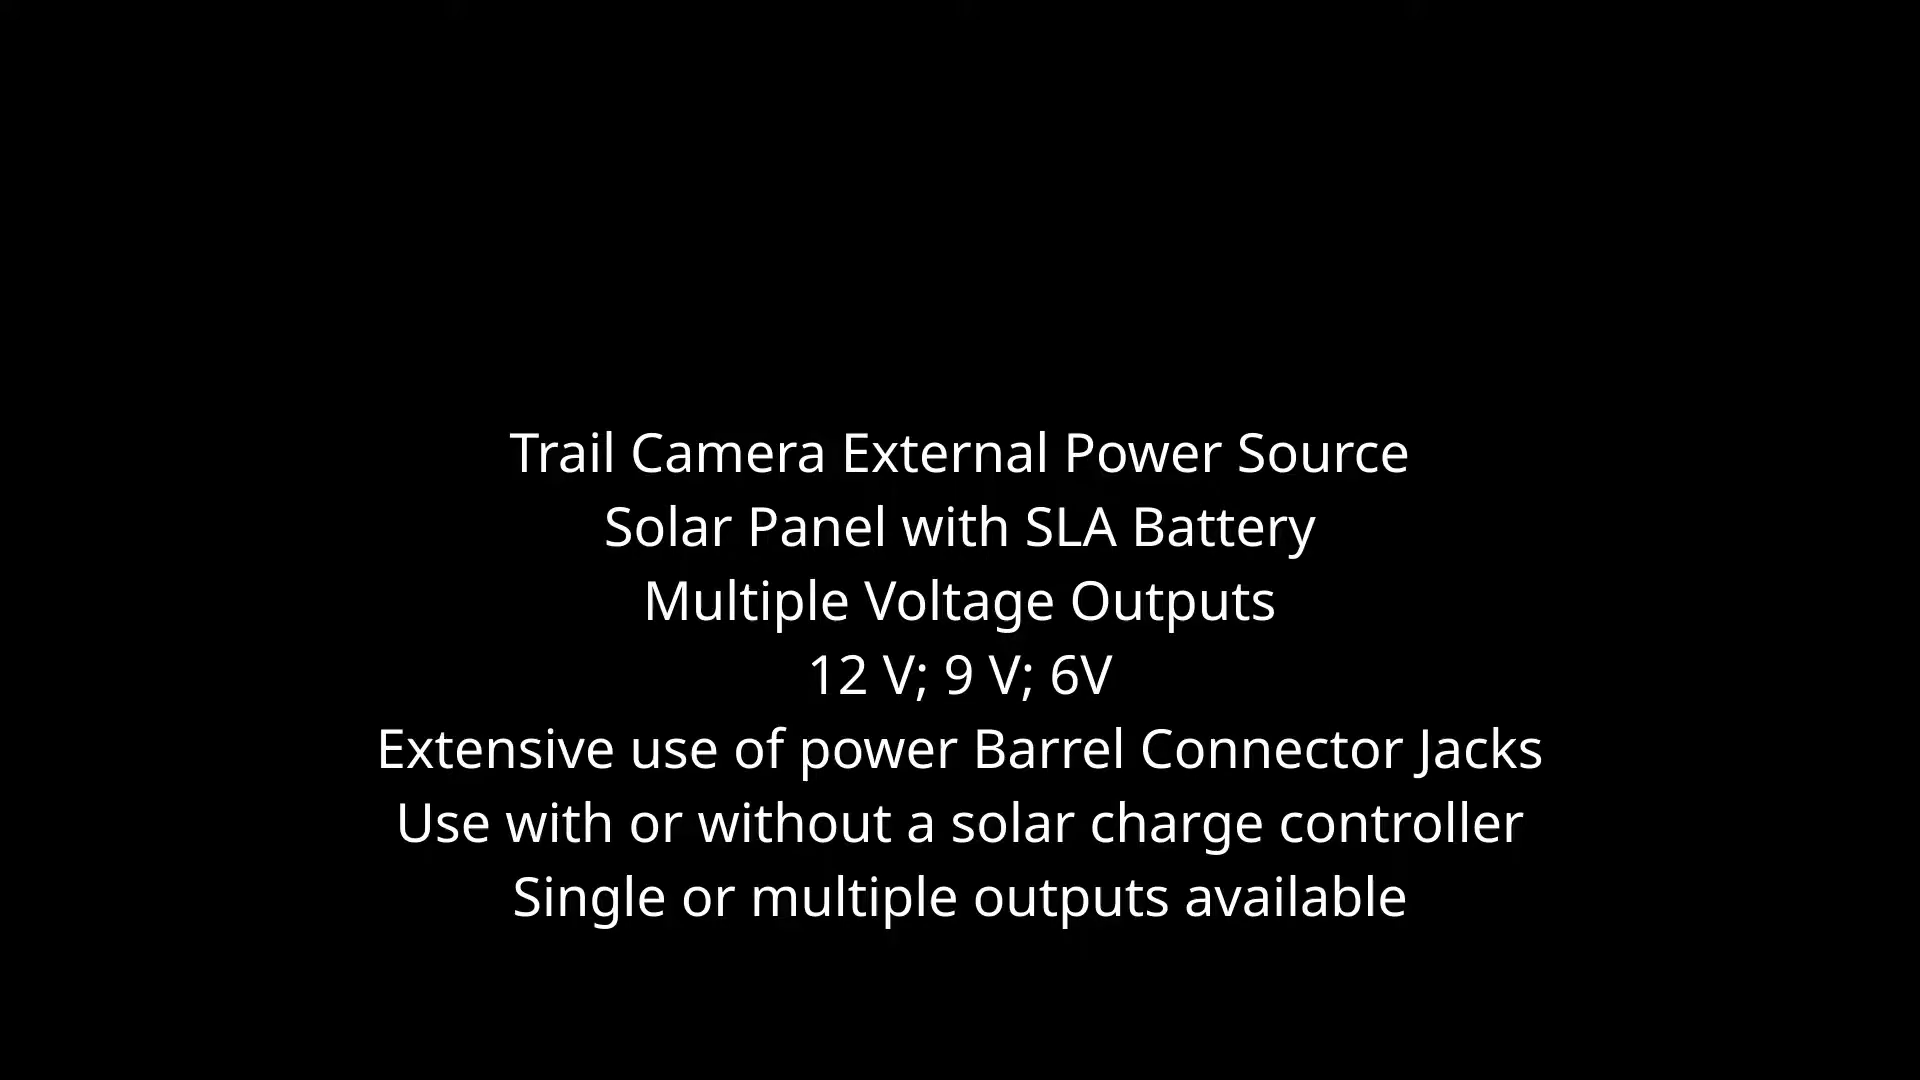 Trail Camera External Power Source
Solar Panel with SLA Battery
Multiple Voltage Outputs
12 V; 9 V; 6V
Extensive use of power Barrel Connector Jacks
Use with or without a solar charge controller
Single or multiple outputs available